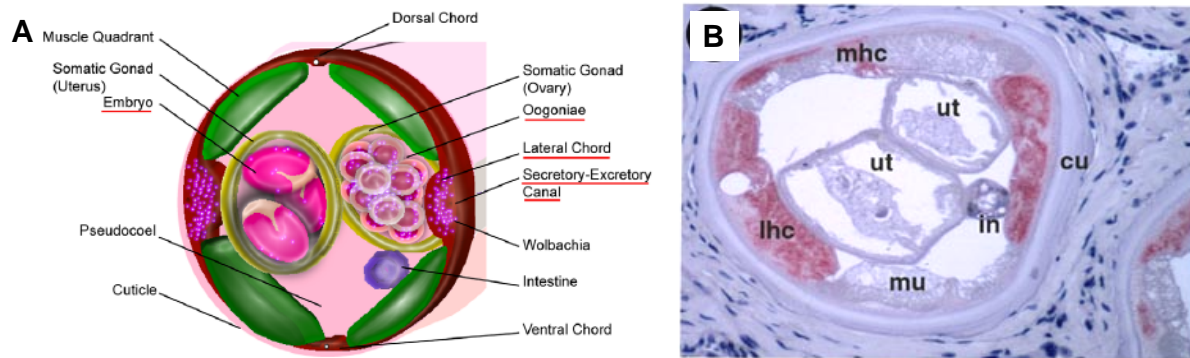 A
Dorsal Chord
Muscle Quadrant
Somatic Gonad
(Uterus)
Embryo
Pseudocoel
Cuticle
Somatic Gonad
(Ovary)
Oogoniae
Lateral Chord
Secretory-Excretory
Canal
Wolbachia
Intestine
Ventral Chord
B
mhc
ut
ut
cu
in
lhc
mu